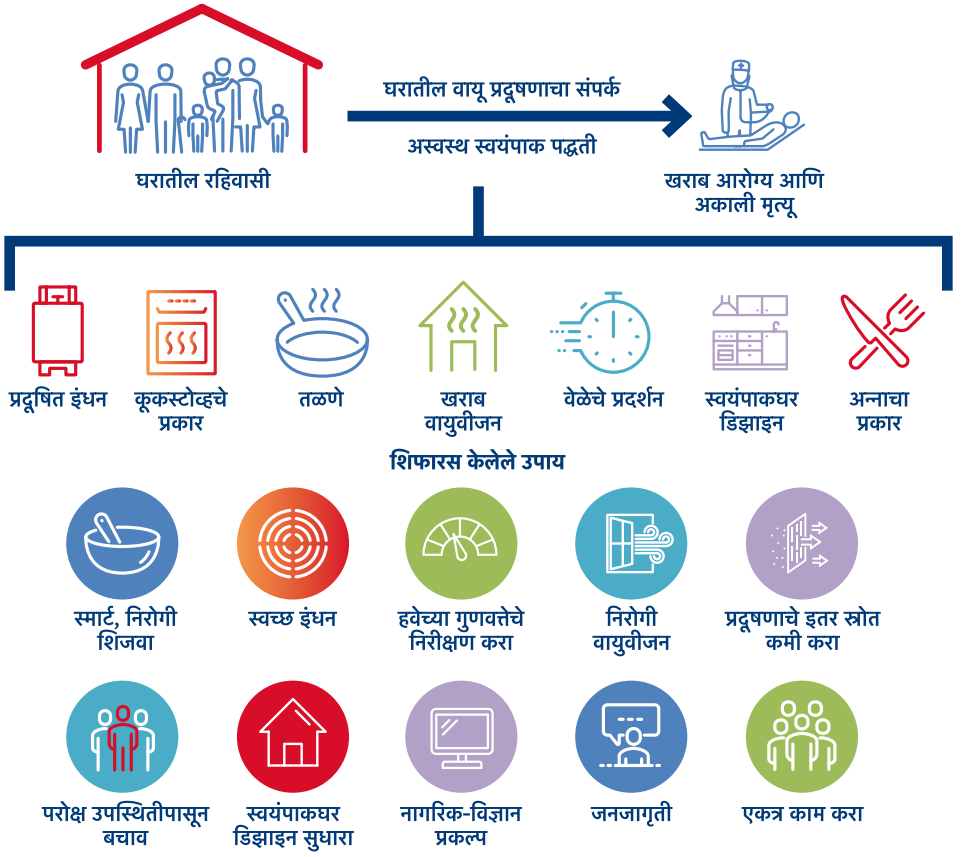 घरातील वायू प्रदूषणाचा संपर्क
अस्वस्थ स्वयंपाक पद्धती
घरातील रहिवासी
खराब आरोग्य आणि
अकाली मृत्यू
प्रदूषित इंधन
कूकस्टोव्हचे
प्रकार
तळणे
खराब
वायुवीजन
वेळेचे प्रदर्शन
स्वयंपाकघर
डिझाइन
अन्नाचा
प्रकार
शिफारस केलेले उपाय
स्मार्ट, निरोगी
शिजवा
स्वच्छ इंधन
हवेच्या गुणवत्तेचे
निरीक्षण करा
निरोगी
वायुवीजन
प्रदूषणाचे इतर स्रोत
कमी करा
परोक्ष उपस्थितीपासून
बचाव
स्वयंपाकघर
डिझाइन सुधारा
नागरिक-विज्ञान
प्रकल्प
जनजागृती
एकत्र काम करा